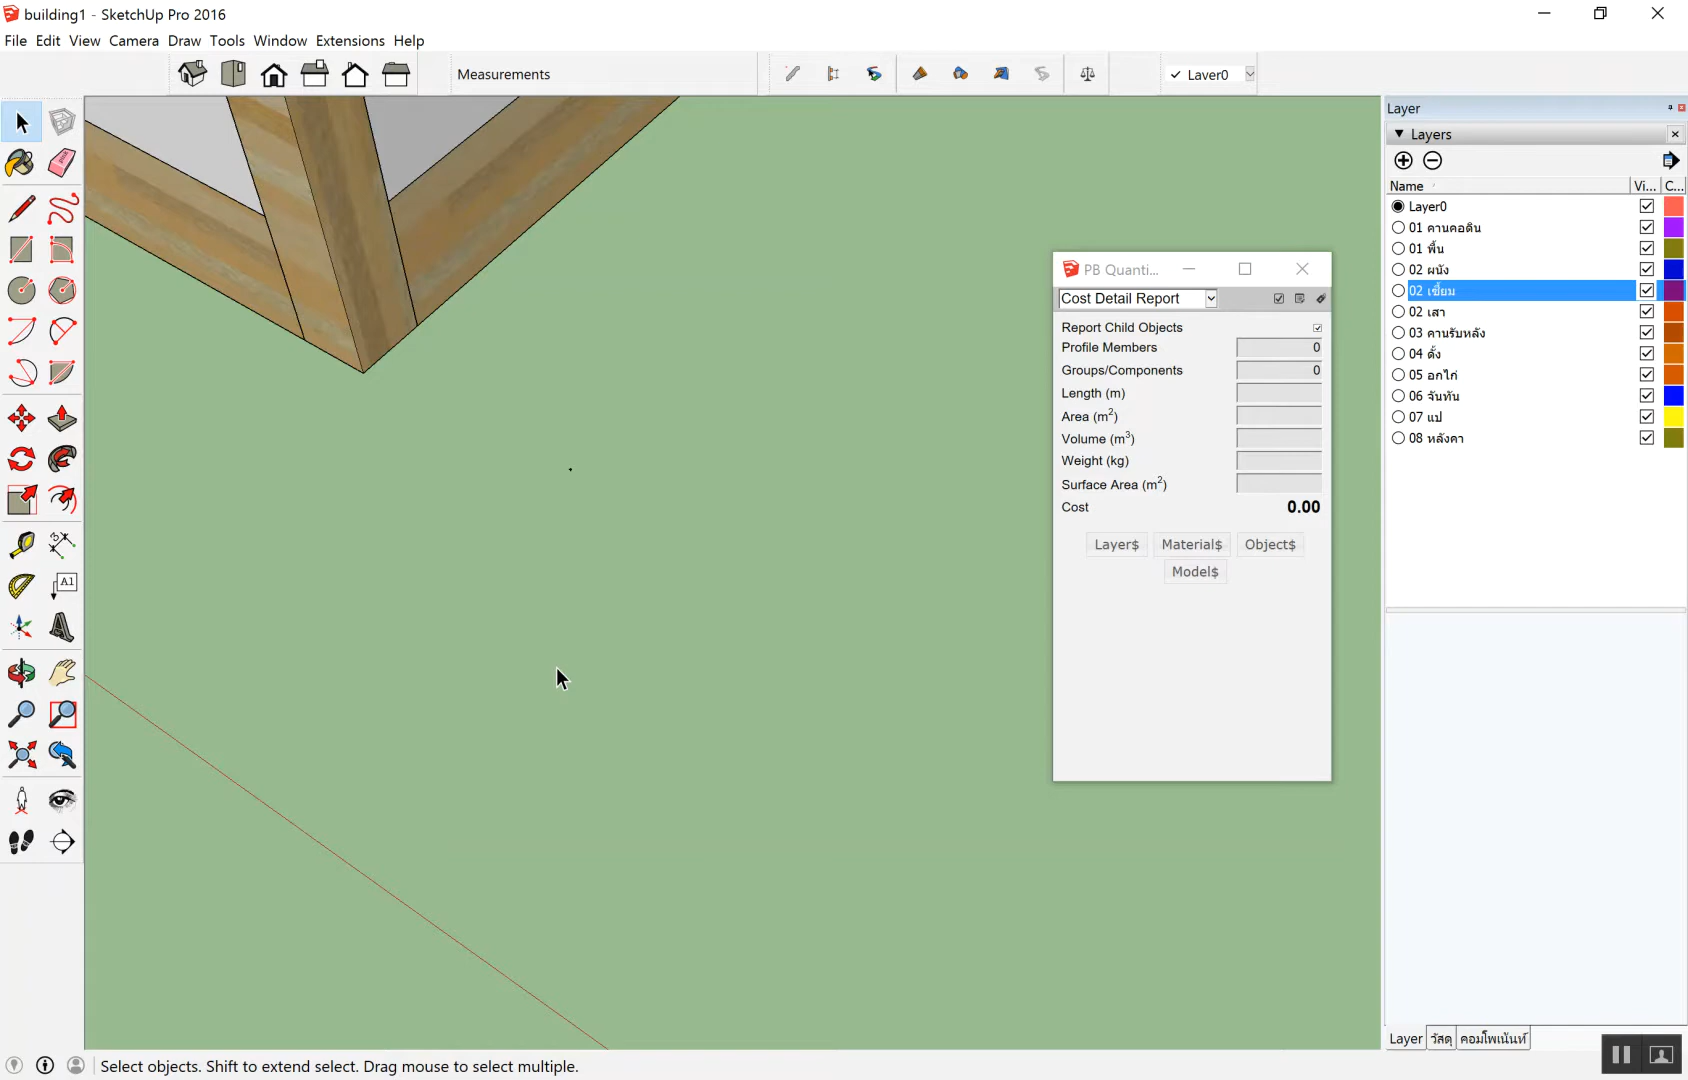 building1 - SketchUp Pro 2016
File Edit View Camera Draw Tools Window Extensions Help
Measurements
Layer0
Layer
Layers
Name Vi... C...
Layer0
01 คานคอดิน
01 พื้น
02 ผนัง
02 เชื้ยม
02 เสา
03 คานรับหลัง
04 ดั้ง
05 อกไก่
06 จันทัน
07 แป
08 หลังคา
PB Quanti...
Cost Detail Report
Report Child Objects
Profile Members 0
Groups/Components 0
Length (m)
Area (m²)
Volume (m³)
Weight (kg)
Surface Area (m²)
Cost 0.00
Layer$ Material$ Object$
Model$
A1
3
Layer วัสดุ คอมโพเน้นท์
Select objects. Shift to extend select. Drag mouse to select multiple.